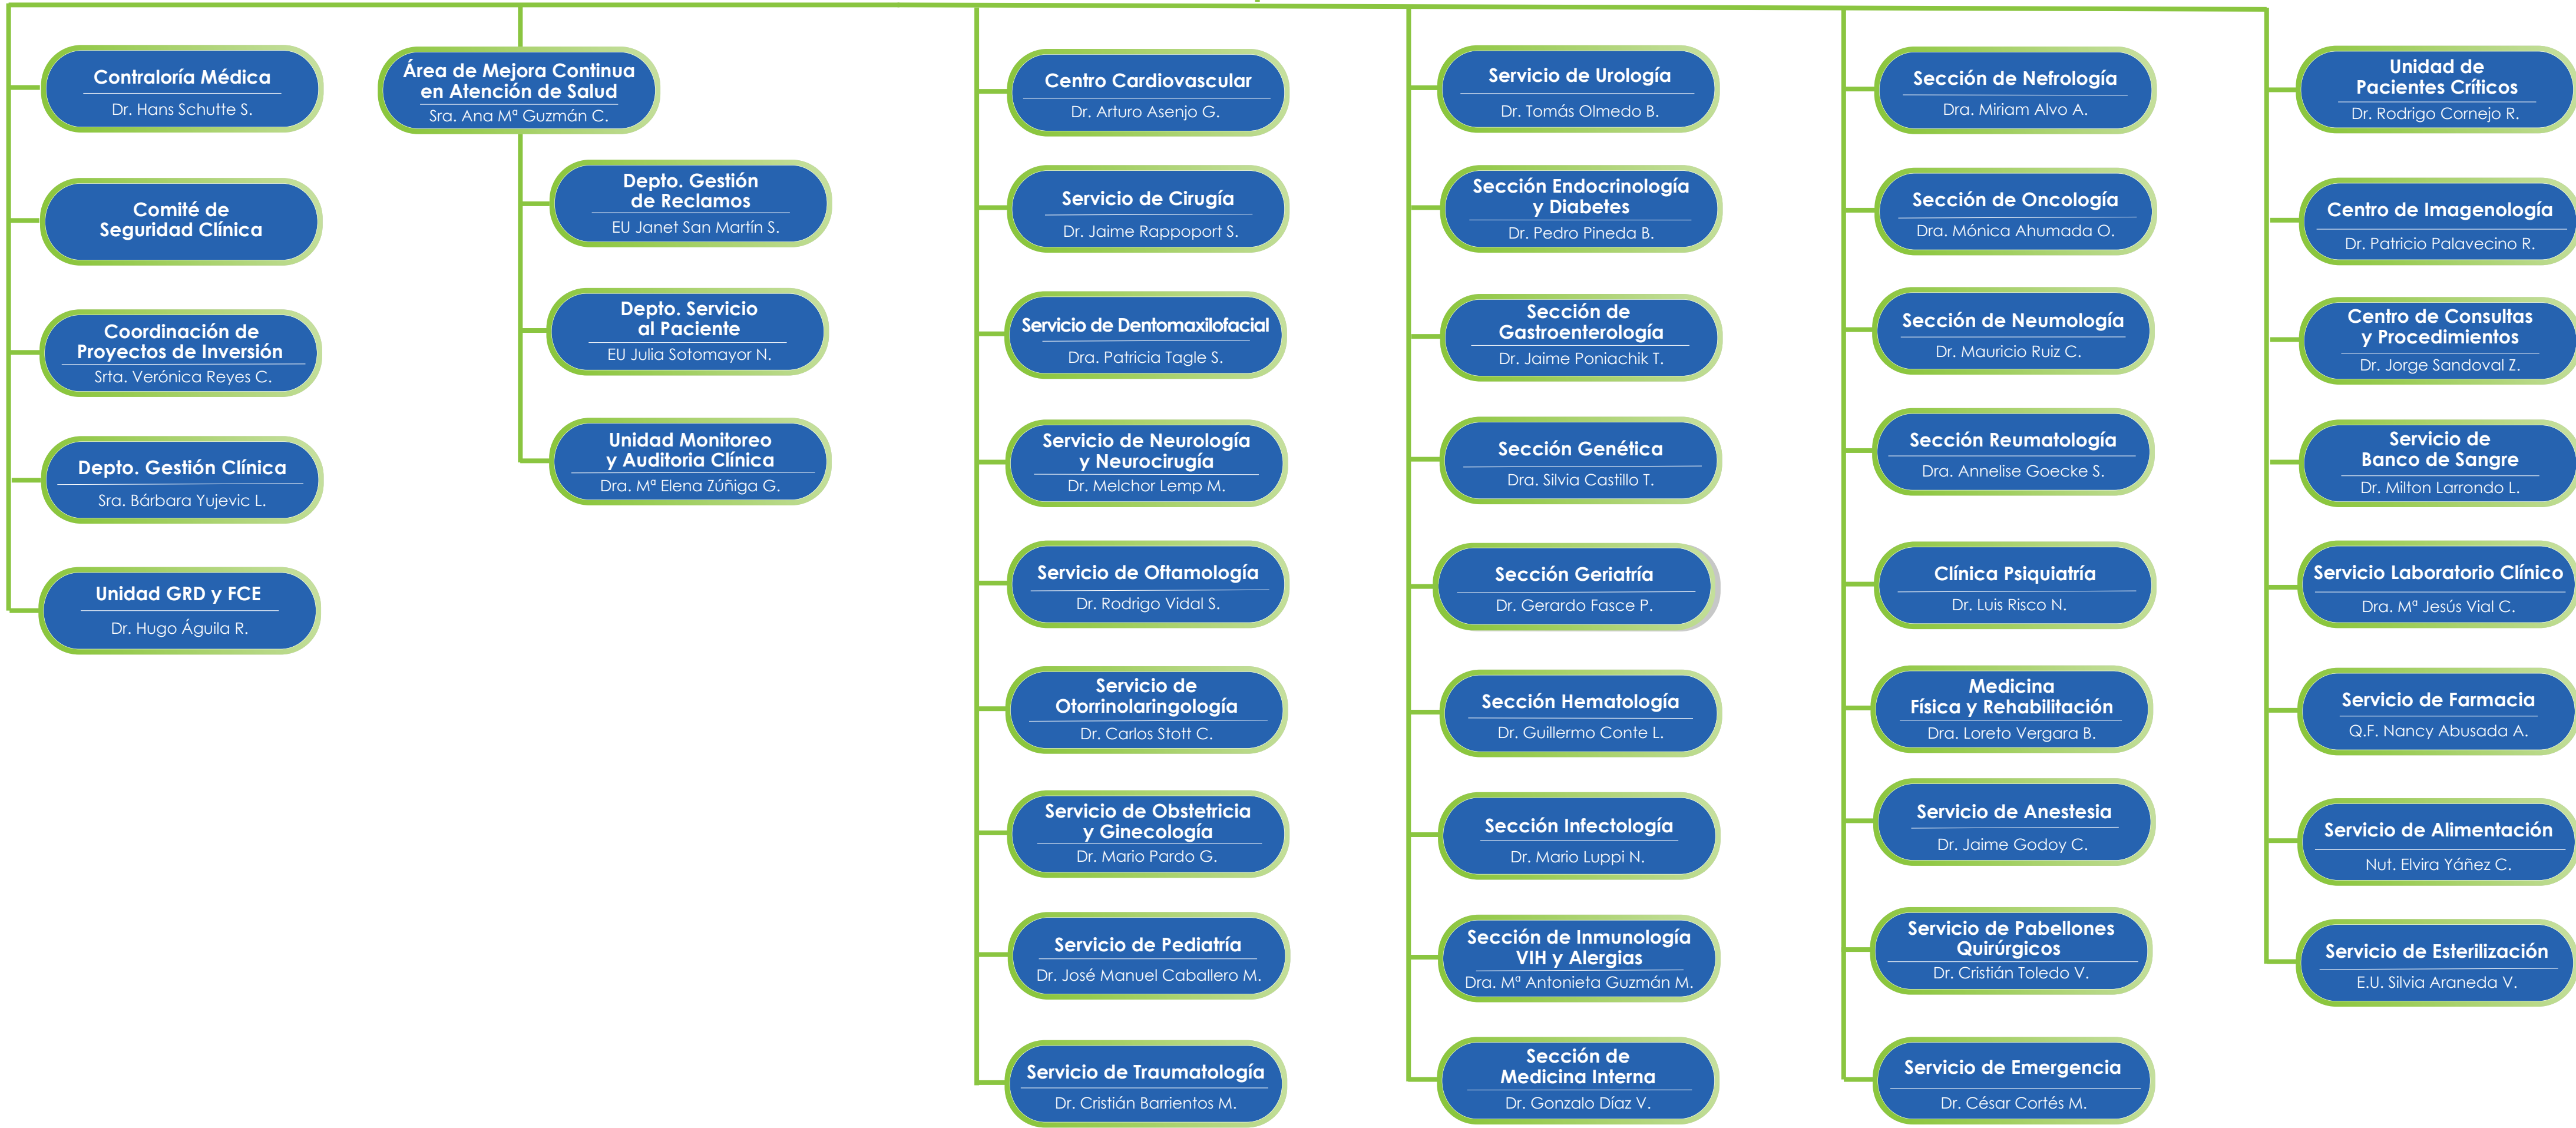 Contraloría Médica
Dr. Hans Schutte S.
Comité de
Seguridad Clínica
Coordinación de
Proyectos de Inversión
Srta. Verónica Reyes C.
Depto. Gestión Clínica
Sra. Bárbara Yujevic L.
Unidad GRD y FCE
Dr. Hugo Águila R.
Área de Mejora Continua
en Atención de Salud
Sra. Ana Mª Guzmán C.
Depto. Gestión
de Reclamos
EU Janet San Martín S.
Depto. Servicio
al Paciente
EU Julia Sotomayor N.
Unidad Monitoreo
y Auditoria Clínica
Dra. Mª Elena Zúñiga G.
Centro Cardiovascular
Dr. Arturo Asenjo G.
Servicio de Cirugía
Dr. Jaime Rappoport S.
Servicio de Dentomaxilofacial
Dra. Patricia Tagle S.
Servicio de Neurología
y Neurocirugía
Dr. Melchor Lemp M.
Servicio de Oftamología
Dr. Rodrigo Vidal S.
Servicio de
Otorrinolaringología
Dr. Carlos Stott C.
Servicio de Obstetricia
y Ginecología
Dr. Mario Pardo G.
Servicio de Pediatría
Dr. José Manuel Caballero M.
Servicio de Traumatología
Dr. Cristián Barrientos M.
Servicio de Urología
Dr. Tomás Olmedo B.
Sección Endocrinología
y Diabetes
Dr. Pedro Pineda B.
Sección de
Gastroenterología
Dr. Jaime Poniachik T.
Sección Genética
Dra. Silvia Castillo T.
Sección Geriatría
Dr. Gerardo Fasce P.
Sección Hematología
Dr. Guillermo Conte L.
Sección Infectología
Dr. Mario Luppi N.
Sección de Inmunología
VIH y Alergias
Dra. Mª Antonieta Guzmán M.
Sección de
Medicina Interna
Dr. Gonzalo Díaz V.
Sección de Nefrología
Dra. Miriam Alvo A.
Sección de Oncología
Dra. Mónica Ahumada O.
Sección de Neumología
Dr. Mauricio Ruiz C.
Sección Reumatología
Dra. Annelise Goecke S.
Clínica Psiquiatría
Dr. Luis Risco N.
Medicina
Física y Rehabilitación
Dra. Loreto Vergara B.
Servicio de Anestesia
Dr. Jaime Godoy C.
Servicio de Pabellones
Quirúrgicos
Dr. Cristián Toledo V.
Servicio de Emergencia
Dr. César Cortés M.
Unidad de
Pacientes Críticos
Dr. Rodrigo Cornejo R.
Centro de Imagenología
Dr. Patricio Palavecino R.
Centro de Consultas
y Procedimientos
Dr. Jorge Sandoval Z.
Servicio de
Banco de Sangre
Dr. Milton Larrondo L.
Servicio Laboratorio Clínico
Dra. Mª Jesús Vial C.
Servicio de Farmacia
Q.F. Nancy Abusada A.
Servicio de Alimentación
Nut. Elvira Yáñez C.
Servicio de Esterilización
E.U. Silvia Araneda V.